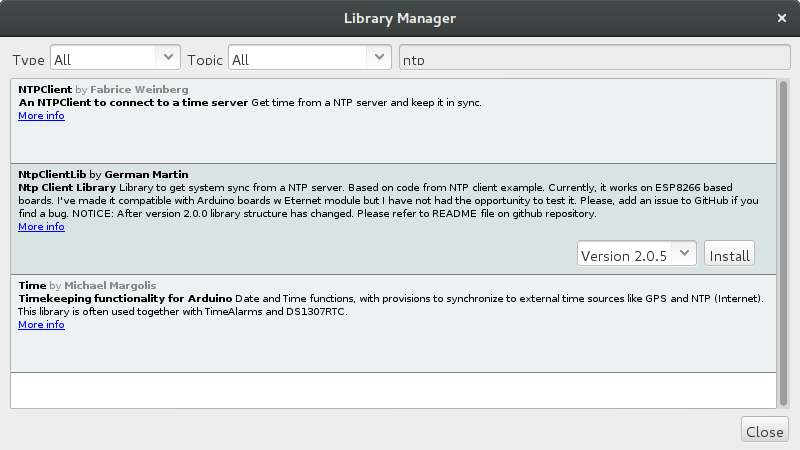 Library Manager
Type All Topic All ntp
NTPClient by Fabrice Weinberg
An NTPClient to connect to a time server Get time from a NTP server and keep it in sync.
More info
NtpClientLib by German Martin
Ntp Client Library Library to get system sync from a NTP server. Based on code from NTP client example. Currently, it works on ESP8266 based
boards. I've made it compatible with Arduino boards w Eternet module but I have not had the opportunity to test it. Please, add an issue to GitHub if you
find a bug. NOTICE: After version 2.0.0 library structure has changed. Please refer to README file on github repository.
More info
Version 2.0.5 Install
Time by Michael Margolis
Timekeeping functionality for Arduino Date and Time functions, with provisions to synchronize to external time sources like GPS and NTP (Internet).
This library is often used together with TimeAlarms and DS1307RTC.
More info
Close